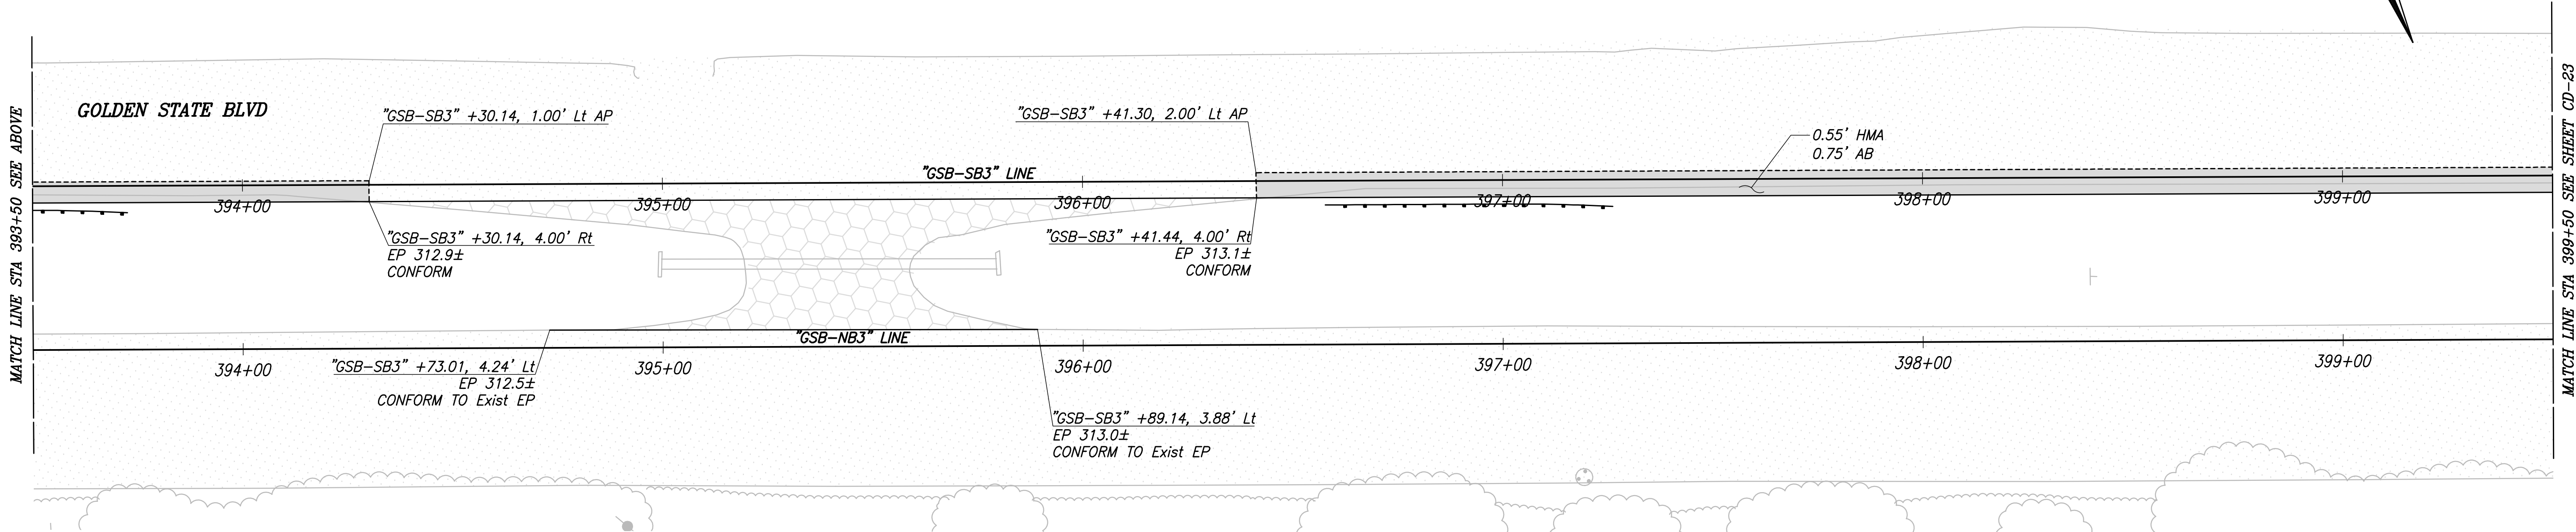 MATCH LINE STA 393+50 SEE ABOVE
GOLDEN STATE BLVD
"GSB-SB3" +30.14, 1.00' Lt AP
"GSB-SB3" +41.30, 2.00' Lt AP
0.55' HMA
0.75' AB
"GSB-SB3" LINE
394+00
395+00
396+00
397+00
398+00
399+00
"GSB-SB3" +30.14, 4.00' Rt
EP 312.9±
CONFORM
"GSB-SB3" +41.44, 4.00' Rt
EP 313.1±
CONFORM
"GSB-NB3" LINE
394+00
395+00
396+00
397+00
398+00
399+00
"GSB-SB3" +73.01, 4.24' Lt
EP 312.5±
CONFORM TO Exist EP
"GSB-SB3" +89.14, 3.88' Lt
EP 313.0±
CONFORM TO Exist EP
MATCH LINE STA 399+50 SEE SHEET CD-23